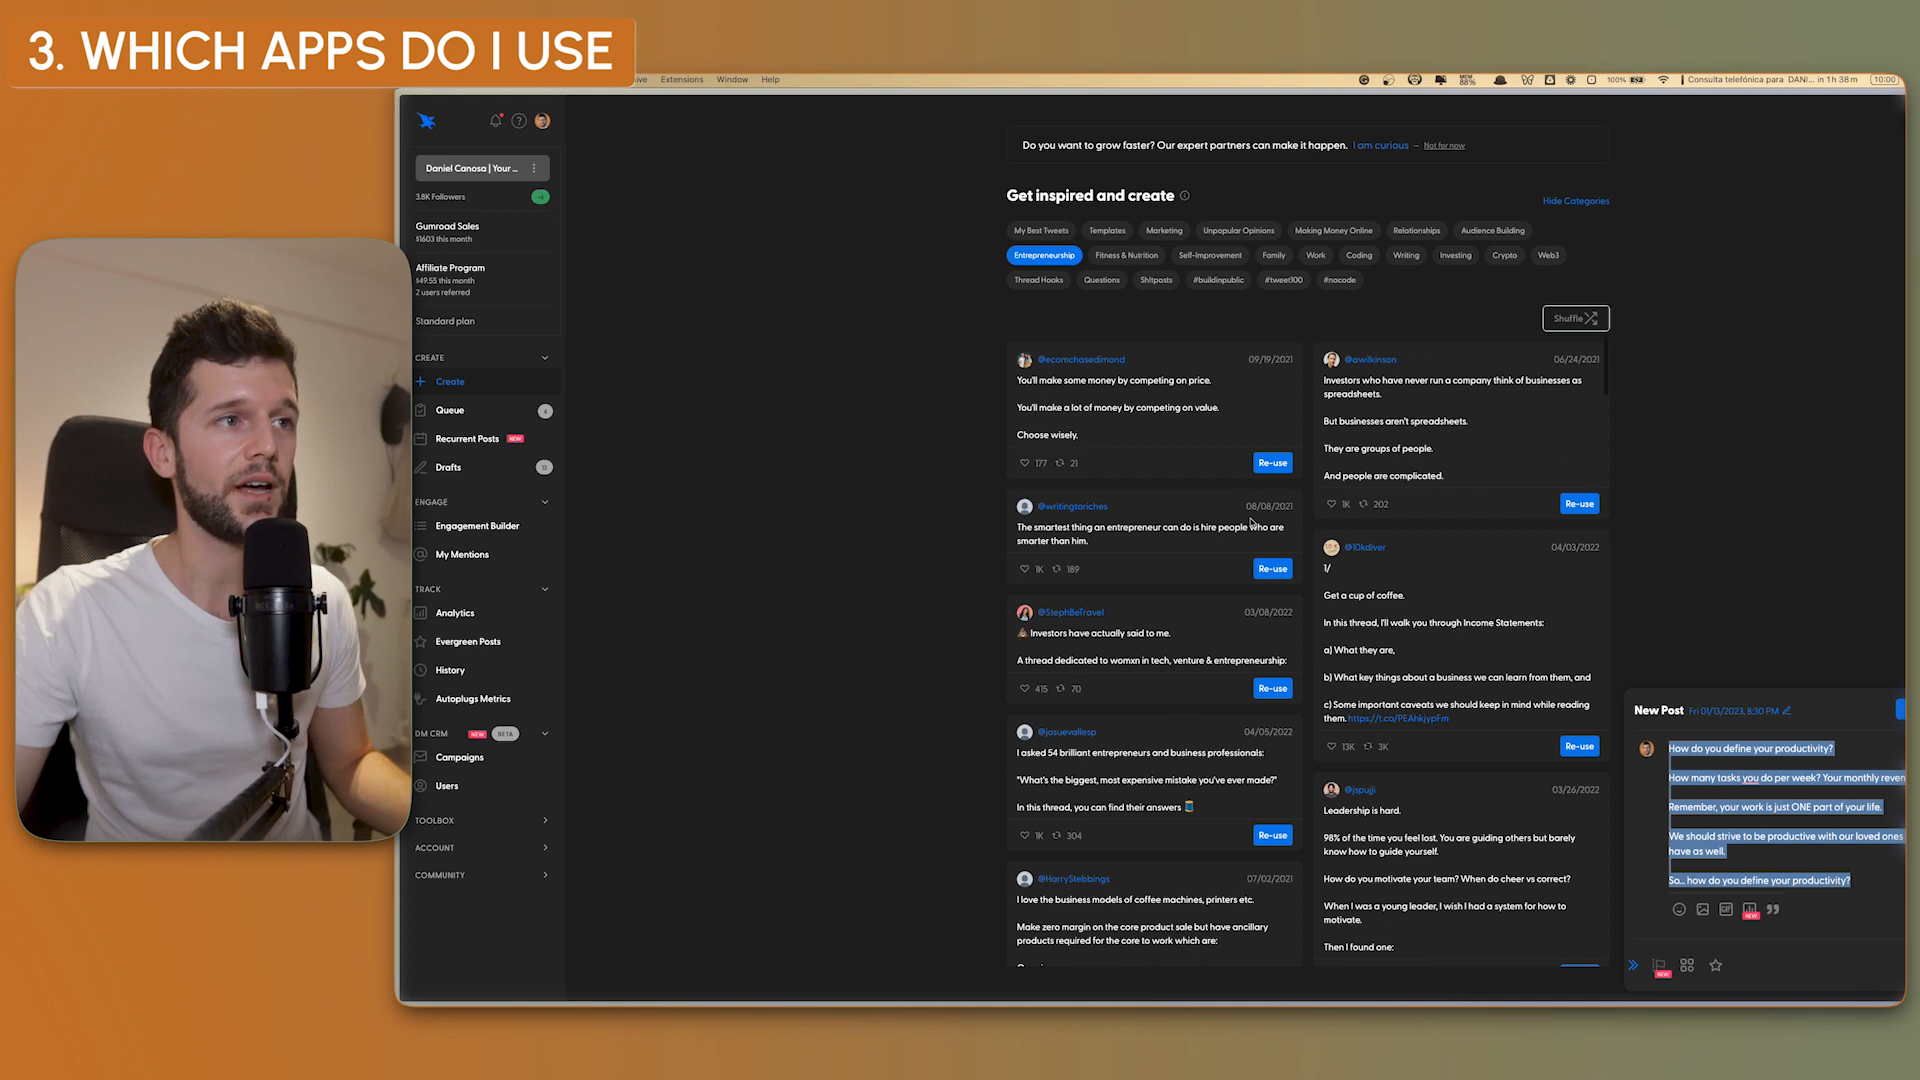 3. WHICH APPS DO I USE
Extensions Window Help
MEM 88%
100%
Consulta telefónica para DANI... in 1 h 38 m
10:00
Daniel Canosa | Your ...
3.8K Followers
Gumroad Sales
$1603 this month
Affiliate Program
$49.55 this month
2 users referred
Standard plan
CREATE
Create
Queue 4
Recurrent Posts NEW
Drafts 13
ENGAGE
Engagement Builder
My Mentions
TRACK
Analytics
Evergreen Posts
History
Autoplugs Metrics
DM CRM NEW BETA
Campaigns
Users
TOOLBOX
ACCOUNT
COMMUNITY
Do you want to grow faster? Our expert partners can make it happen. I am curious – Not for now
Get inspired and create
Hide Categories
My Best Tweets Templates Marketing Unpopular Opinions Making Money Online Relationships Audience Building
Entrepreneurship Fitness & Nutrition Self-Improvement Family Work Coding Writing Investing Crypto Web3
Thread Hooks Questions Sh!tposts #buildinpublic #tweet100 #nocode
Shuffle
@ecomchasedimond 09/19/2021
You'll make some money by competing on price.
You'll make a lot of money by competing on value.
Choose wisely.
177 21 Re-use
@writingtoriches 08/08/2021
The smartest thing an entrepreneur can do is hire people who are
smarter than him.
1K 189 Re-use
@StephBeTravel 03/08/2022
💩 Investors have actually said to me.
A thread dedicated to womxn in tech, venture & entrepreneurship:
415 70 Re-use
@josuevallesp 04/05/2022
I asked 54 brilliant entrepreneurs and business professionals:
"What's the biggest, most expensive mistake you've ever made?"
In this thread, you can find their answers 🧵
1K 304 Re-use
@HarryStebbings 07/02/2021
I love the business models of coffee machines, printers etc.
Make zero margin on the core product sale but have ancillary
products required for the core to work which are:
@awilkinson 06/24/2021
Investors who have never run a company think of businesses as
spreadsheets.
But businesses aren't spreadsheets.
They are groups of people.
And people are complicated.
1K 202 Re-use
@10kdiver 04/03/2022
1/
Get a cup of coffee.
In this thread, I'll walk you through Income Statements:
a) What they are,
b) What key things about a business we can learn from them, and
c) Some important caveats we should keep in mind while reading
them. https://t.co/PEAhkjypFm
13K 3K Re-use
@jspujji 03/26/2022
Leadership is hard.
98% of the time you feel lost. You are guiding others but barely
know how to guide yourself.
How do you motivate your team? When do cheer vs correct?
When I was a young leader, I wish I had a system for how to
motivate.
Then I found one:
New Post Fri 01/13/2023, 8:30 PM
How do you define your productivity?
How many tasks you do per week? Your monthly reven
Remember, your work is just ONE part of your life.
We should strive to be productive with our loved ones
have as well.
So... how do you define your productivity?
NEW
NEW